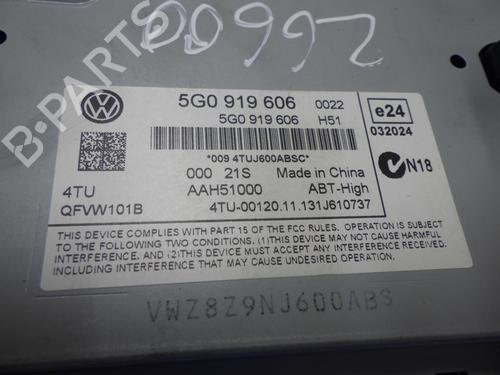 00997
B-PARTS
5G0 919 606 0022
5G0 919 606 H51
e24
032024
*009 4TUJ600ABSC*
000 21S Made in China
N18
4TU AAH51000 ABT-High
QFVW101B 4TU-00120.11.131J610737
THIS DEVICE COMPLIES WITH PART 15 OF THE FCC RULES. OPERATION IS SUBJECT TO THE
FOLLOWING TWO CONDITIONS.(1)THIS DEVICE MAY NOT CAUSE HARMFUL
INTERFERENCE, AND (2)THIS DEVICE MUST ACCEPT ANY INTERFERENCE
RECEIVED, INCLUDING INTERFERENCE THAT MAY CAUSE UNDESIRED OPERATION.
VWZ8Z9NJ600ABS